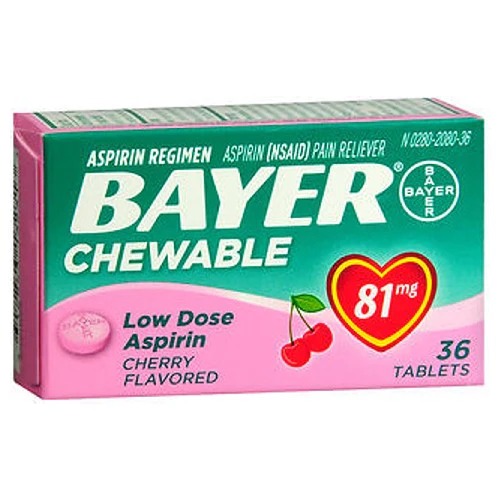 ASPIRIN REGIMEN ASPIRIN (NSAID) PAIN RELIEVER
N 0280-2080-36
BAYER®
BAYER
BAYER
CHEWABLE
81mg
Low Dose
Aspirin
CHERRY
FLAVORED
36
TABLETS